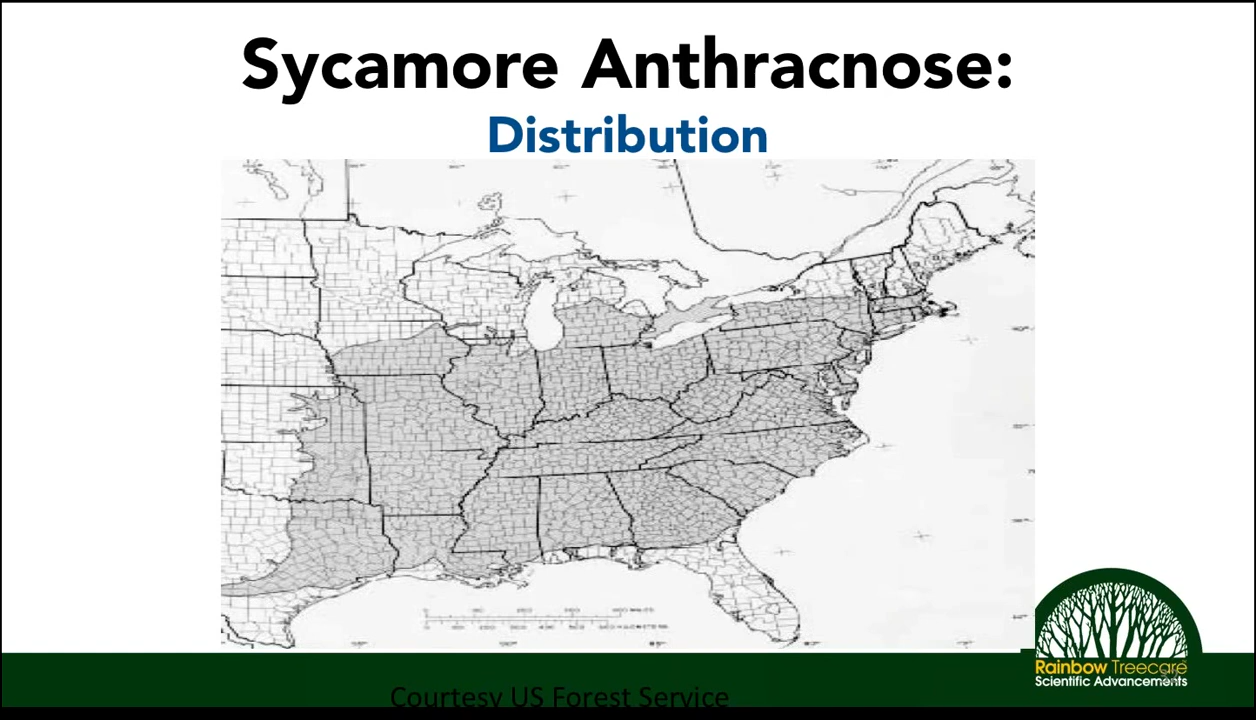 Sycamore Anthracnose:
Distribution
Courtesy US Forest Service
Rainbow Treecare
Scientific Advancements